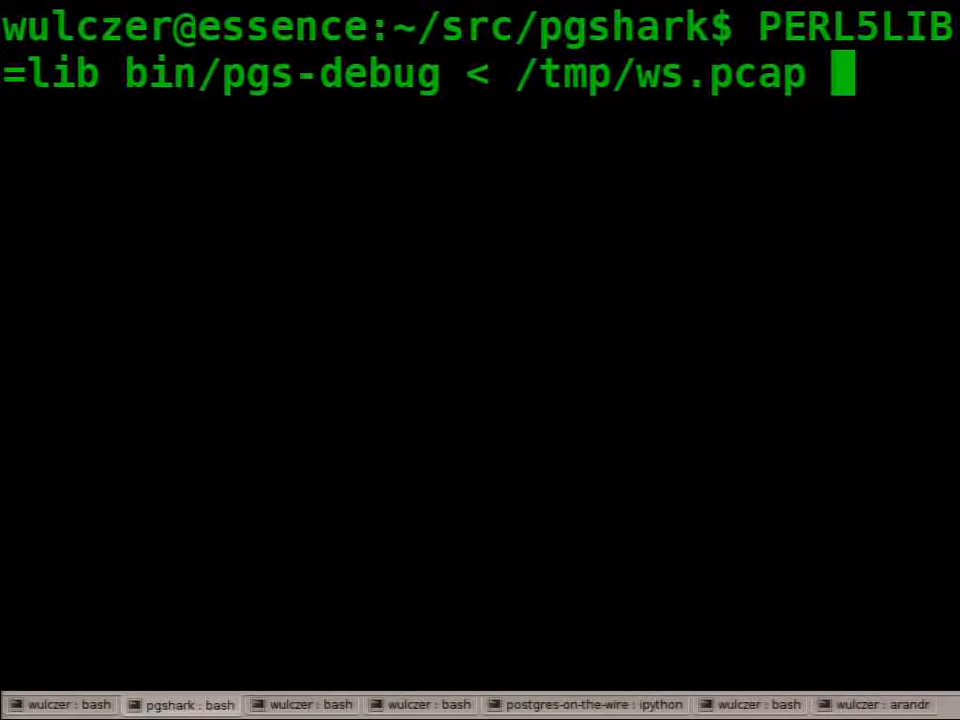 wulczer@essence:~/src/pgshark$ PERL5LIB
=lib bin/pgs-debug < /tmp/ws.pcap
wulczer : bash pgshark : bash wulczer : bash wulczer : bash postgres-on-the-wire : ipython wulczer : bash wulczer : arandr